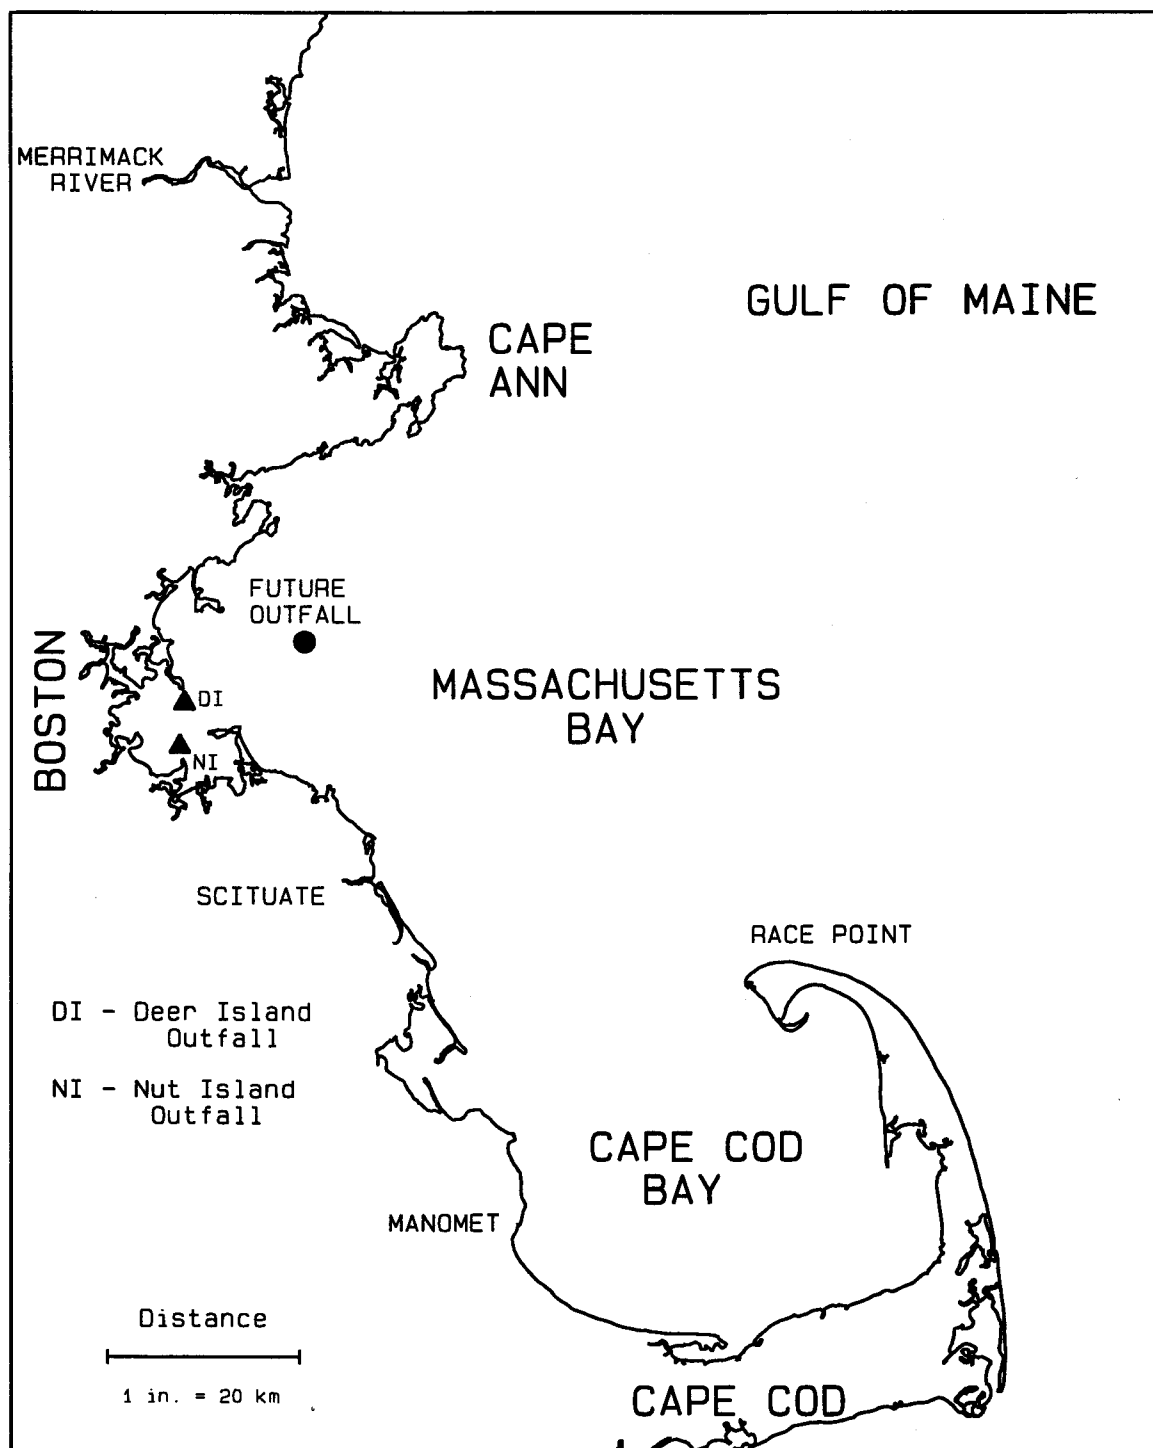 MERRIMACK
RIVER
GULF OF MAINE
CAPE
ANN
FUTURE
OUTFALL
BOSTON
MASSACHUSETTS
BAY
DI
NI
SCITUATE
RACE POINT
DI - Deer Island
Outfall
NI - Nut Island
Outfall
CAPE COD
BAY
MANOMET
Distance
1 in. = 20 km
CAPE COD